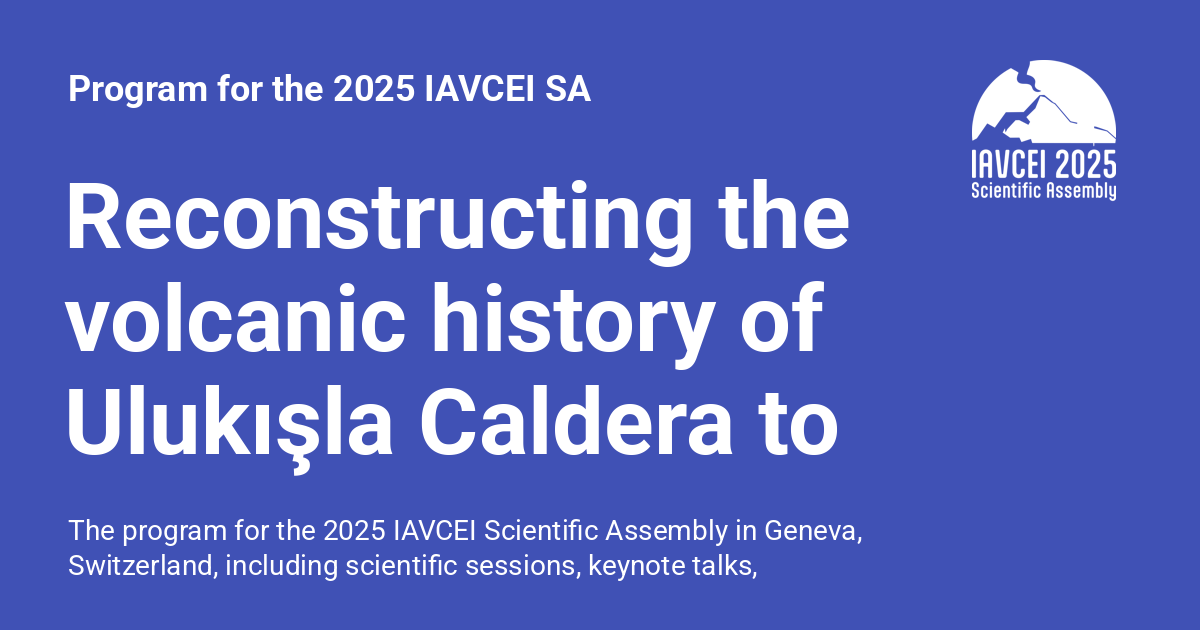 Program for the 2025 IAVCEI SA
IAVCEI 2025
Scientific Assembly
Reconstructing the
volcanic history of
Ulukışla Caldera to
The program for the 2025 IAVCEI Scientific Assembly in Geneva,
Switzerland, including scientific sessions, keynote talks,